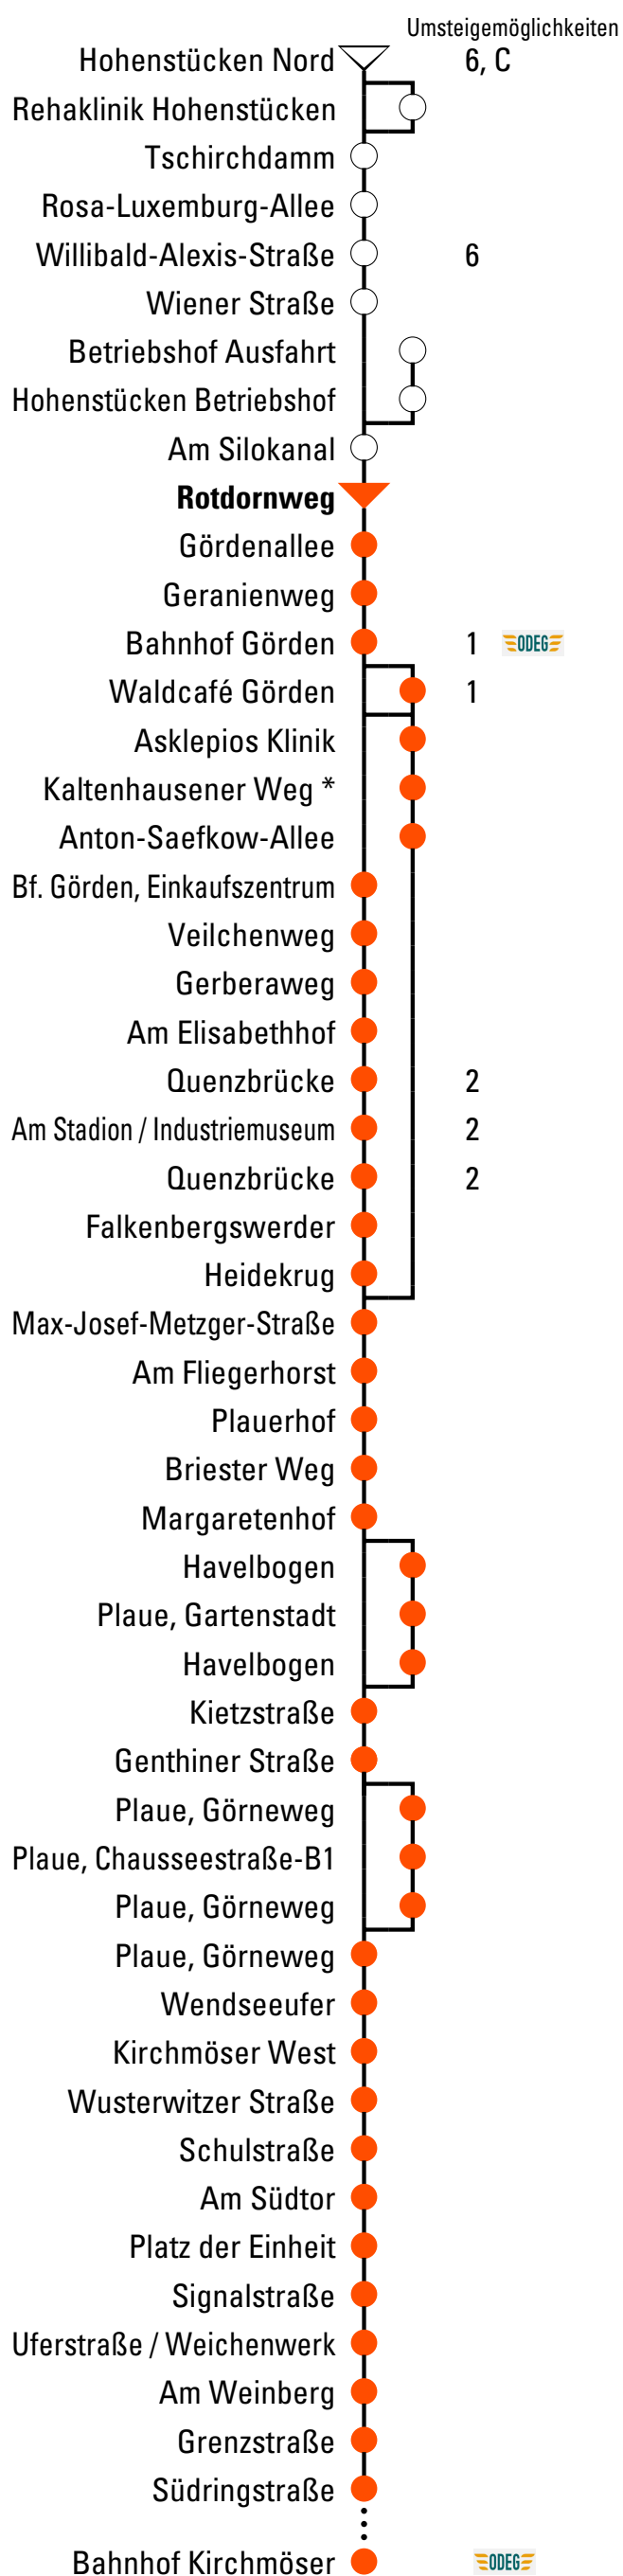 Umsteigemöglichkeiten
Hohenstücken Nord 6, C
Rehaklinik Hohenstücken
Tschirchdamm
Rosa-Luxemburg-Allee
Willibald-Alexis-Straße 6
Wiener Straße
Betriebshof Ausfahrt
Hohenstücken Betriebshof
Am Silokanal
Rotdornweg
Gördenallee
Geranienweg
Bahnhof Görden 1 ODEG
Waldcafé Görden 1
Asklepios Klinik
Kaltenhausener Weg *
Anton-Saefkow-Allee
Bf. Görden, Einkaufszentrum
Veilchenweg
Gerberaweg
Am Elisabethhof
Quenzbrücke 2
Am Stadion / Industriemuseum 2
Quenzbrücke 2
Falkenbergswerder
Heidekrug
Max-Josef-Metzger-Straße
Am Fliegerhorst
Plauerhof
Briester Weg
Margaretenhof
Havelbogen
Plaue, Gartenstadt
Havelbogen
Kietzstraße
Genthiner Straße
Plaue, Görneweg
Plaue, Chausseestraße-B1
Plaue, Görneweg
Plaue, Görneweg
Wendseeufer
Kirchmöser West
Wusterwitzer Straße
Schulstraße
Am Südtor
Platz der Einheit
Signalstraße
Uferstraße / Weichenwerk
Am Weinberg
Grenzstraße
Südringstraße
Bahnhof Kirchmöser ODEG